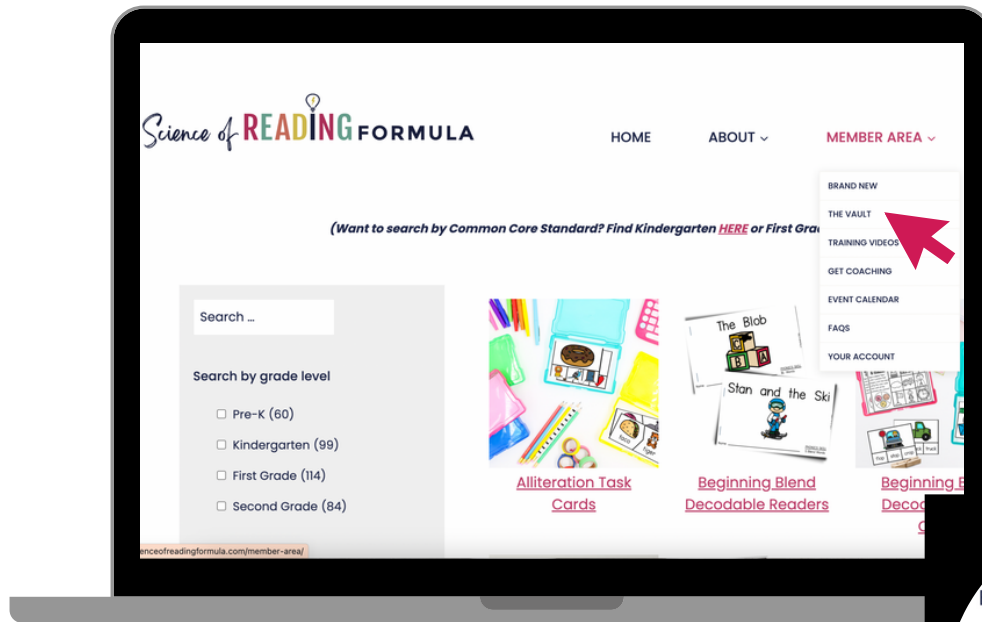 Science of READING FORMULA
HOME
ABOUT
MEMBER AREA
BRAND NEW
THE VAULT
TRAINING VIDEOS
GET COACHING
EVENT CALENDAR
FAQS
YOUR ACCOUNT
(Want to search by Common Core Standard? Find Kindergarten HERE or First Gra
Search ...
Search by grade level
Pre-K (60)
Kindergarten (99)
First Grade (114)
Second Grade (84)
The Blob
Stan and the Ski
taco
tiger
Alliteration Task
Cards
Beginning Blend
Decodable Readers
Beginning B
Deco
enceofreadingformula.com/member-area/